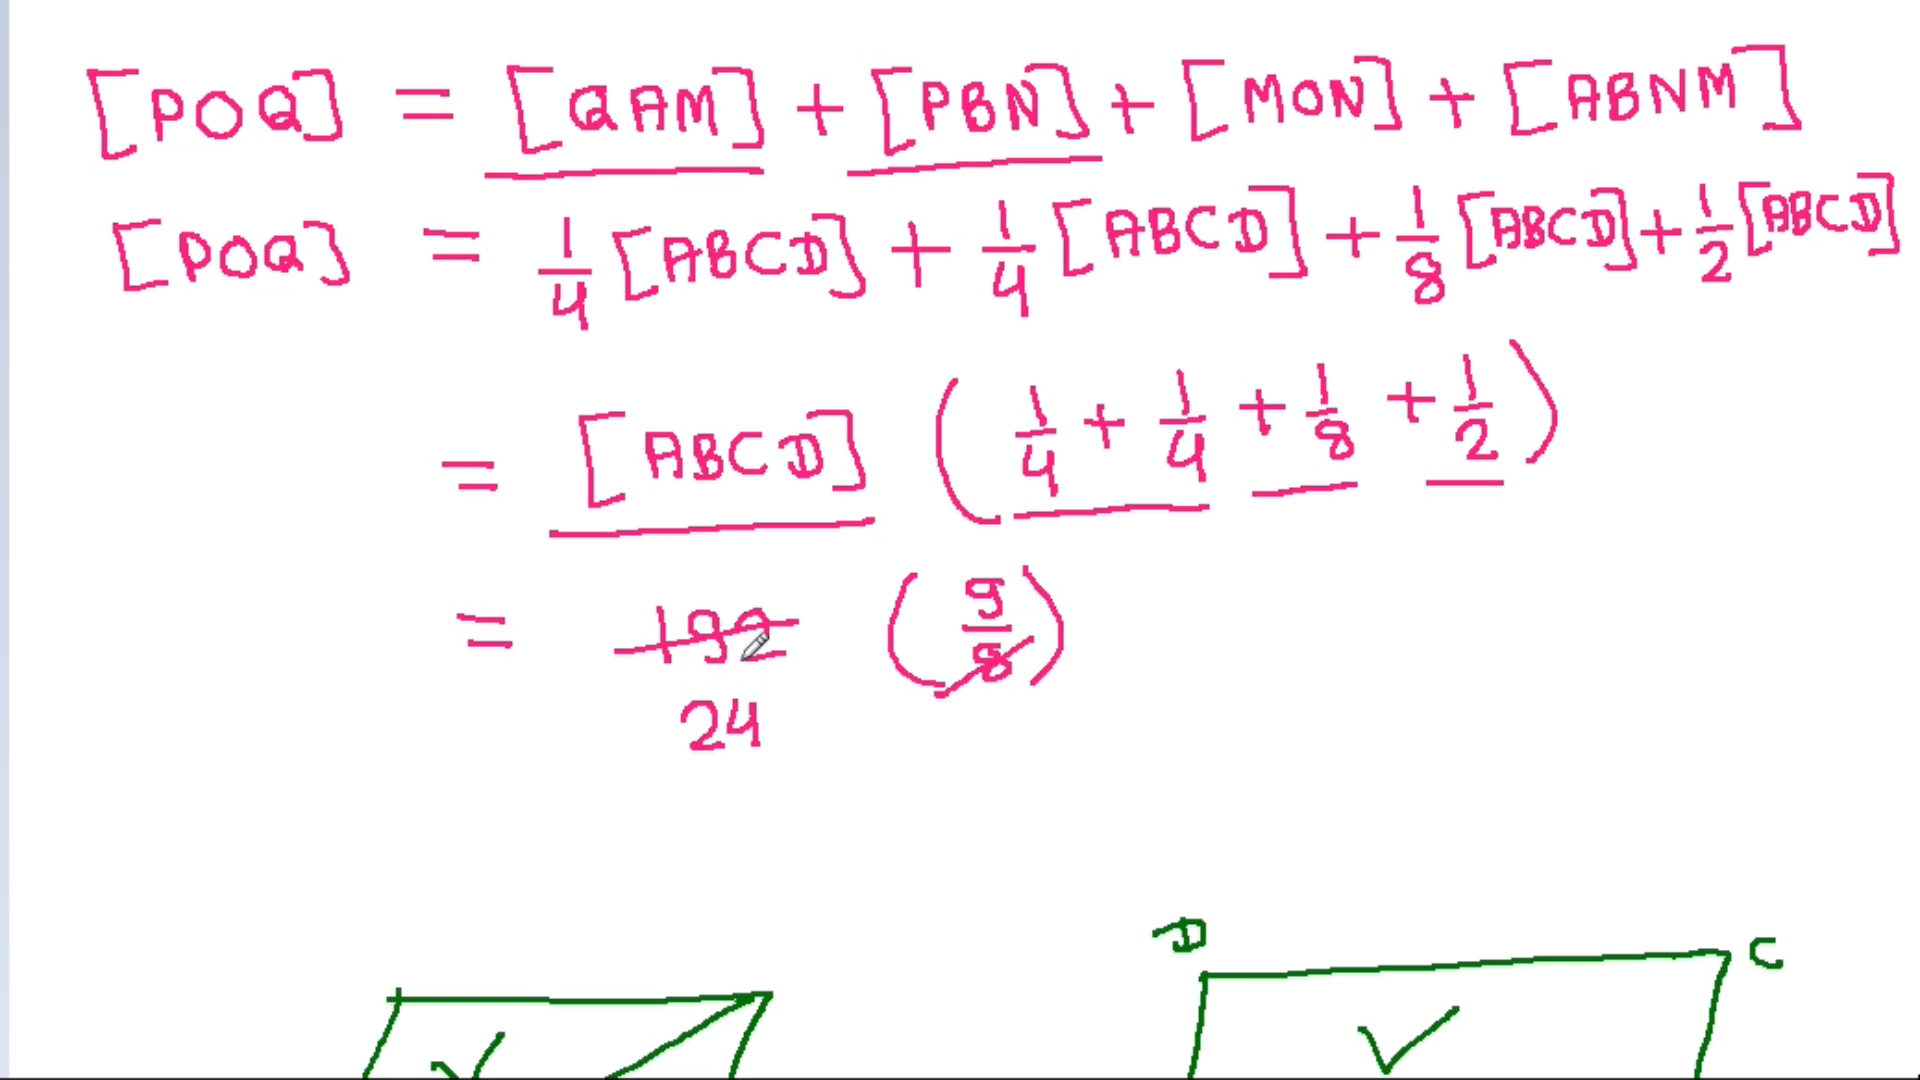 [POQ] = [QAM] + [PBN] + [MON] + [ABNM]
[POQ] = 1/4 [ABCD] + 1/4 [ABCD] + 1/8 [ABCD] + 1/2 [ABCD]
= [ABCD] (1/4 + 1/4 + 1/8 + 1/2)
= 192 (9/8)
24
D C